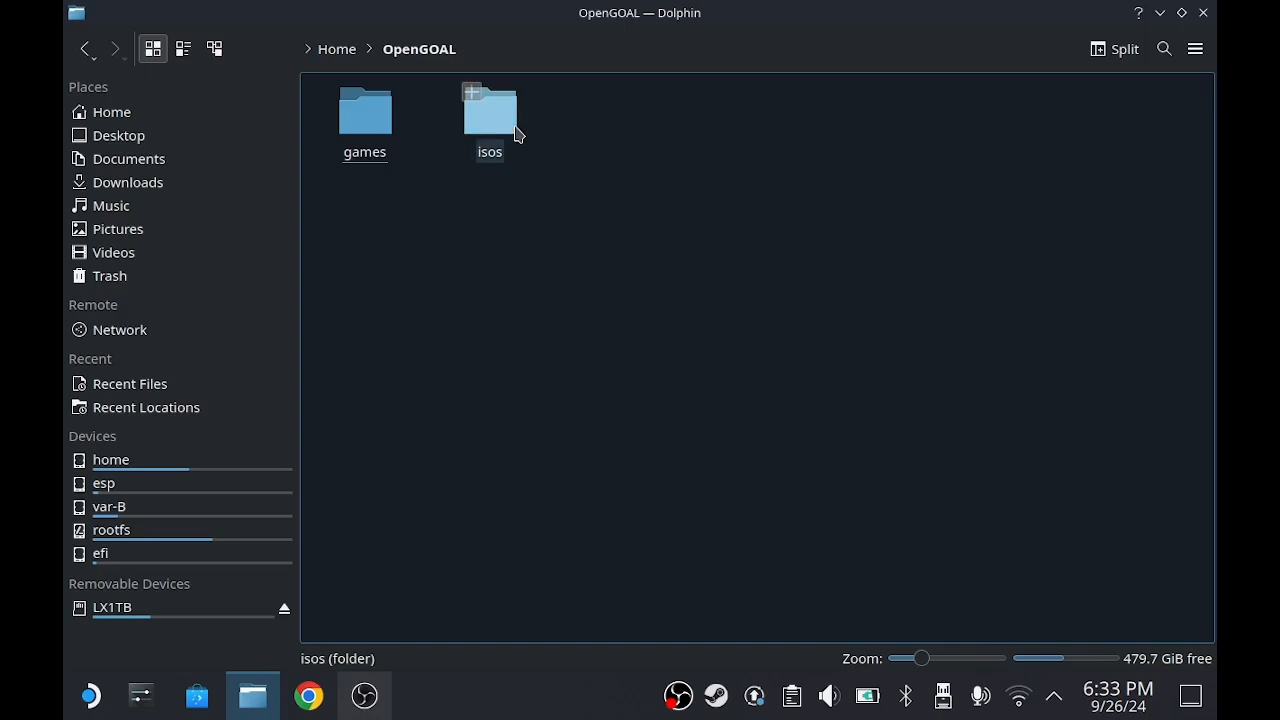 OpenGOAL — Dolphin
> Home > OpenGOAL
Split
Places
Home
Desktop
Documents
Downloads
Music
Pictures
Videos
Trash
Remote
Network
Recent
Recent Files
Recent Locations
Devices
home
esp
var-B
rootfs
efi
Removable Devices
LX1TB
games
isos
isos (folder)
Zoom:
479.7 GiB free
6:33 PM
9/26/24